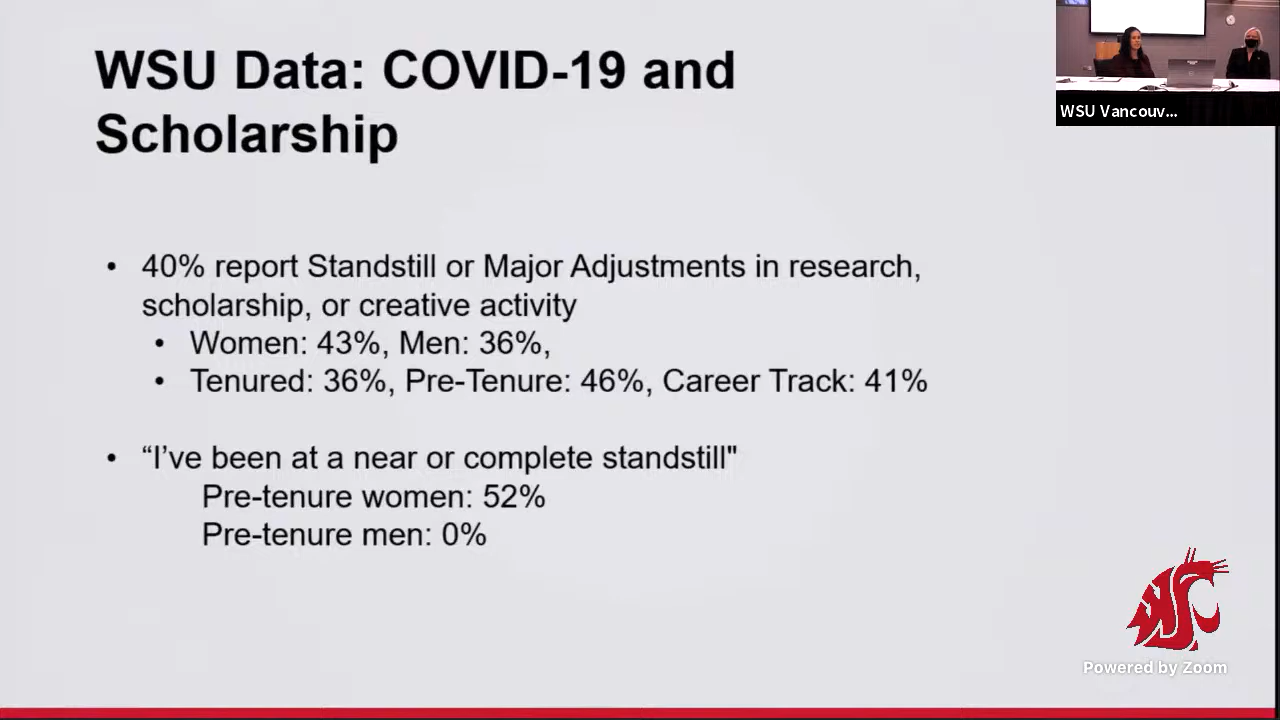 WSU Data: COVID-19 and
Scholarship
WSU Vancouv...
• 40% report Standstill or Major Adjustments in research,
scholarship, or creative activity
• Women: 43%, Men: 36%,
• Tenured: 36%, Pre-Tenure: 46%, Career Track: 41%
• “I’ve been at a near or complete standstill"
Pre-tenure women: 52%
Pre-tenure men: 0%
Powered by Zoom